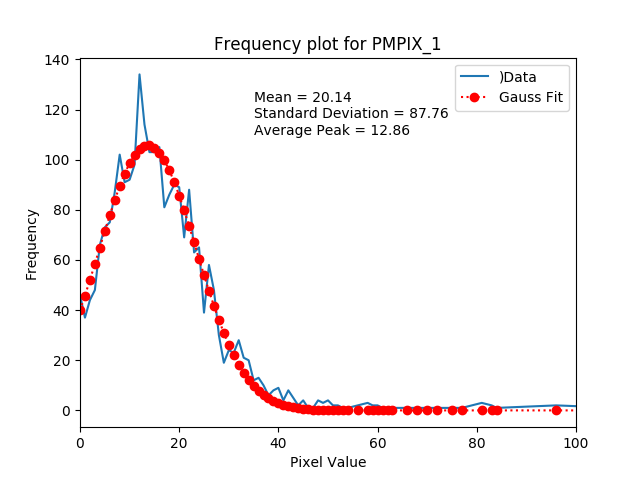 Frequency plot for PMPIX_1
)Data
Gauss Fit
Mean = 20.14
Standard Deviation = 87.76
Average Peak = 12.86
Frequency
140
120
100
80
60
40
20
0
0 20 40 60 80 100
Pixel Value